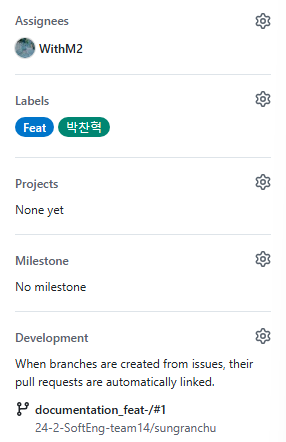 Assignees
WithM2
Labels
Feat 박찬혁
Projects
None yet
Milestone
No milestone
Development
When branches are created from issues, their
pull requests are automatically linked.
documentation_feat-/#1
24-2-SoftEng-team14/sungranchu